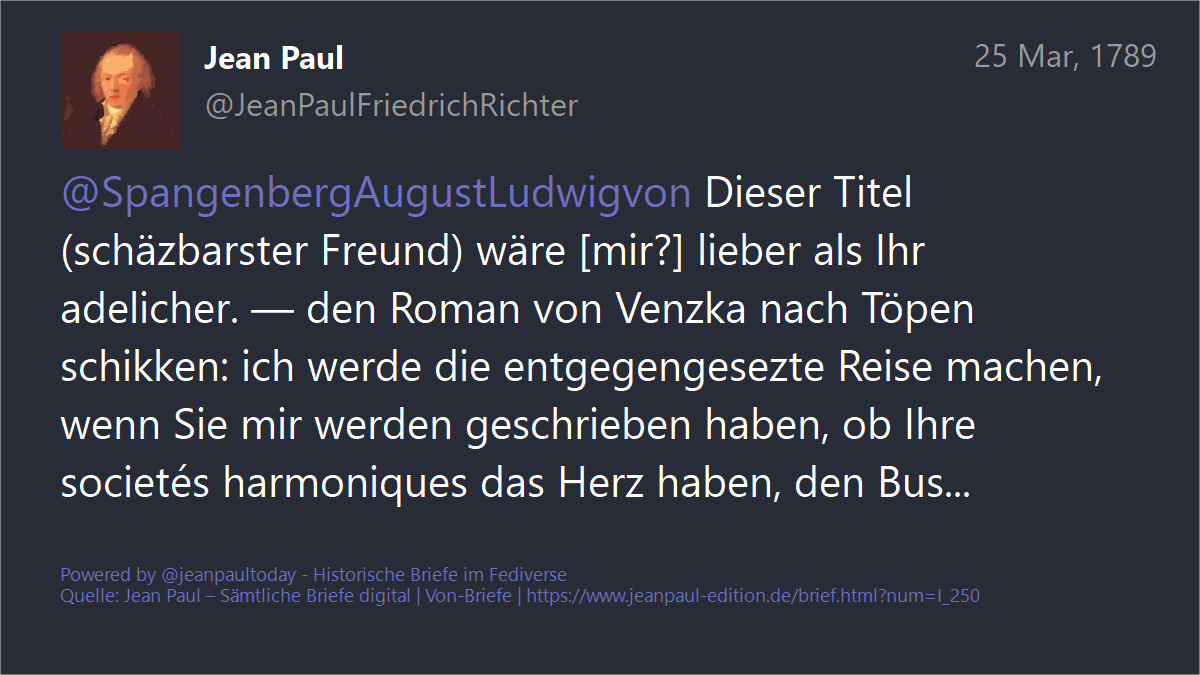 Jean Paul
25 Mar, 1789
@JeanPaulFriedrichRichter
@SpangenbergAugustLudwigvon Dieser Titel
(schäzbarster Freund) wäre [mir?] lieber als Ihr
adelicher. — den Roman von Venzka nach Töpen
schikken: ich werde die entgegengesezte Reise machen,
wenn Sie mir werden geschrieben haben, ob Ihre
societés harmoniques das Herz haben, den Bus...
Powered by @jeanpaultoday - Historische Briefe im Fediverse
Quelle: Jean Paul – Sämtliche Briefe digital | Von-Briefe | https://www.jeanpaul-edition.de/brief.html?num=I_250